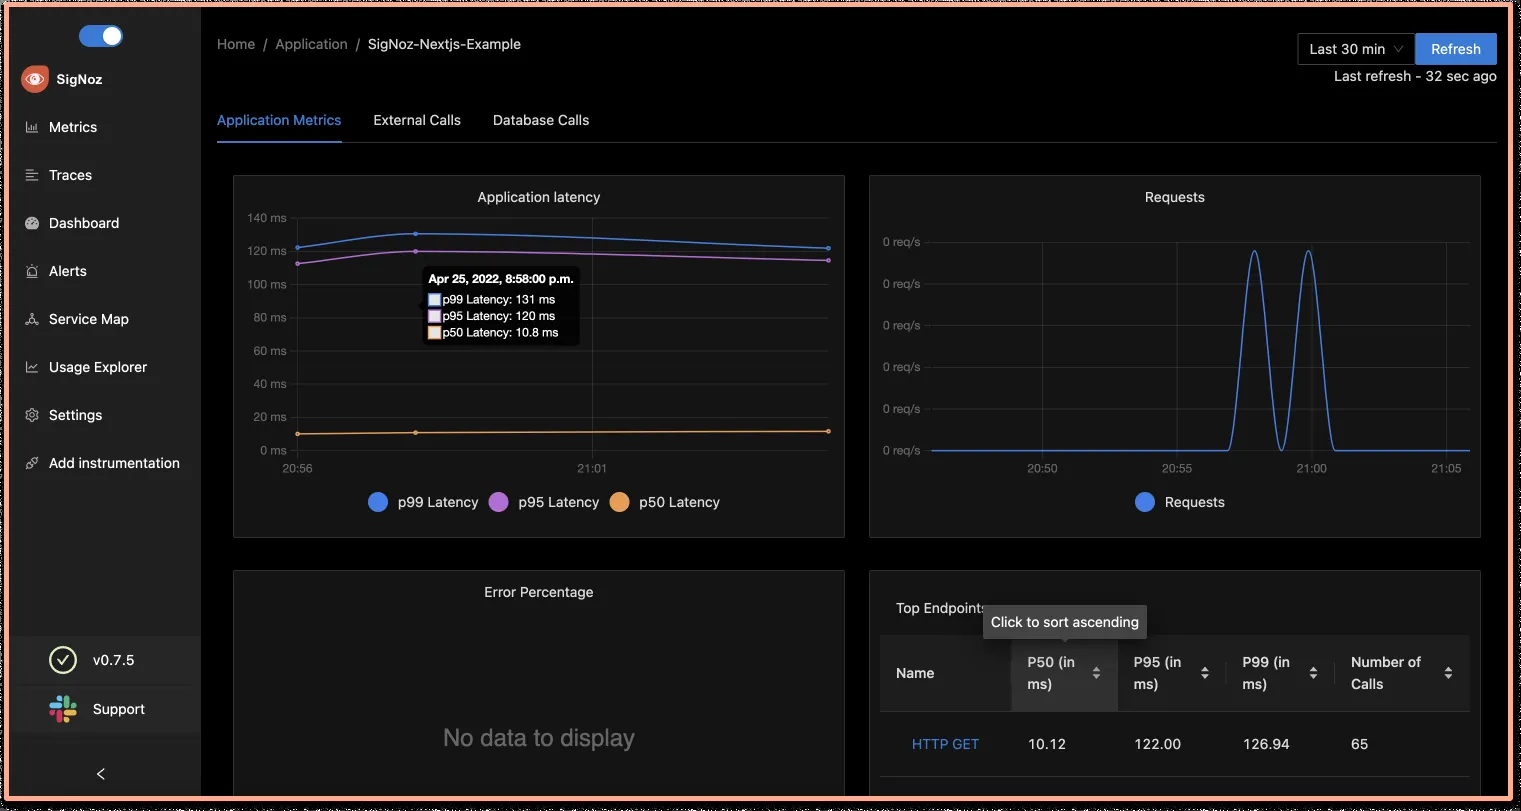 SigNoz
Metrics
Traces
Dashboard
Alerts
Service Map
Usage Explorer
Settings
Add instrumentation
v0.7.5
Support
Home / Application / SigNoz-Nextjs-Example
Last 30 min
Refresh
Last refresh - 32 sec ago
Application Metrics
External Calls
Database Calls
Application latency
140 ms
120 ms
100 ms
80 ms
60 ms
40 ms
20 ms
0 ms
20:56
21:01
Apr 25, 2022, 8:58:00 p.m.
p99 Latency: 131 ms
p95 Latency: 120 ms
p50 Latency: 10.8 ms
p99 Latency
p95 Latency
p50 Latency
Requests
0 req/s
0 req/s
0 req/s
0 req/s
0 req/s
0 req/s
20:50
20:55
21:00
21:05
Requests
Error Percentage
No data to display
Top Endpoints
Click to sort ascending
Name
P50 (in
ms)
P95 (in
ms)
P99 (in
ms)
Number of
Calls
HTTP GET
10.12
122.00
126.94
65